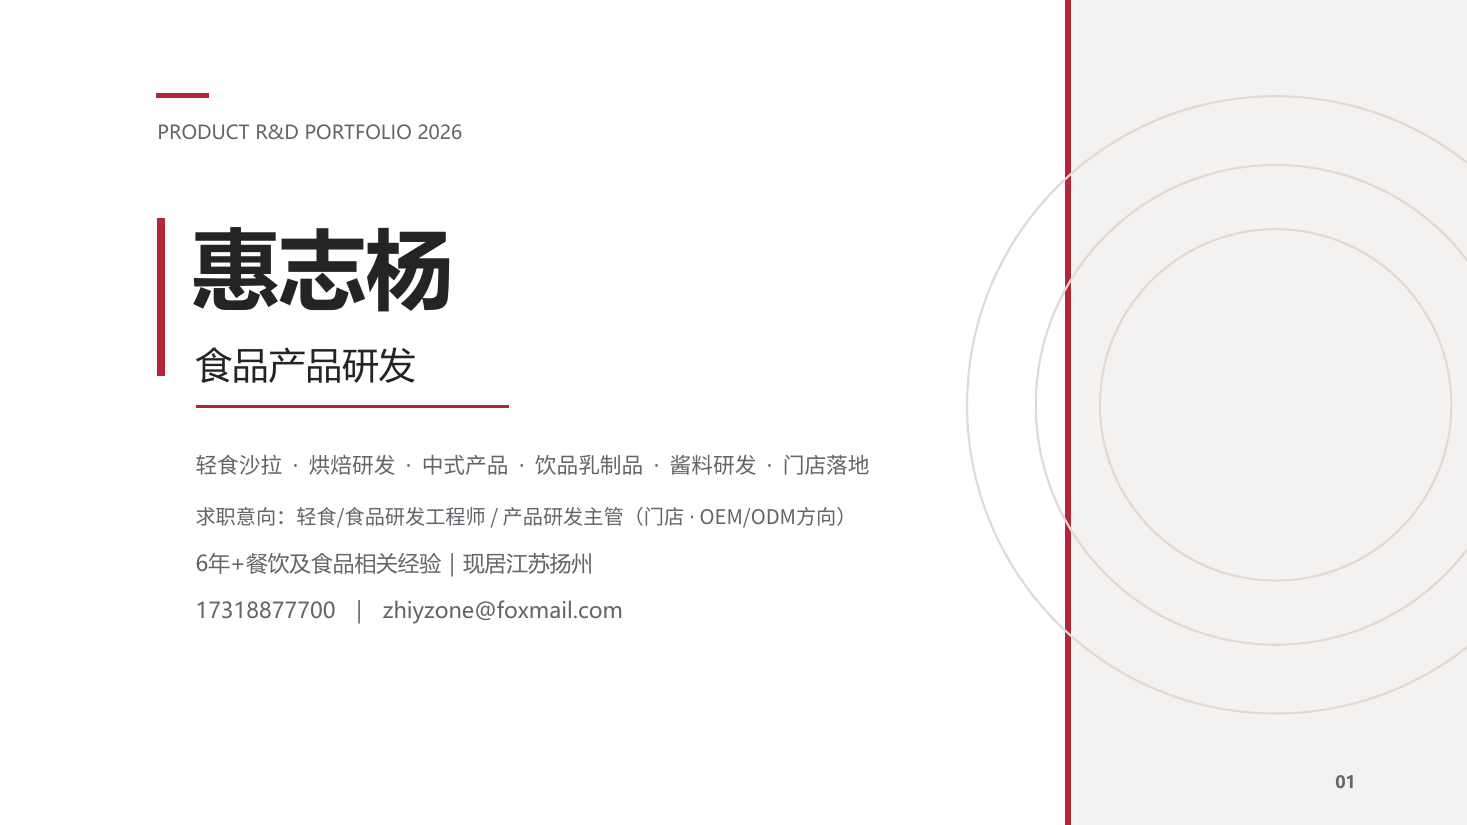 PRODUCT R&D PORTFOLIO 2026
惠志杨
食品产品研发
轻食沙拉 · 烘焙研发 · 中式产品 · 饮品乳制品 · 酱料研发 · 门店落地
求职意向：轻食/食品研发工程师 / 产品研发主管（门店 · OEM/ODM方向）
6年+餐饮及食品相关经验 | 现居江苏扬州
17318877700 | zhiyzone@foxmail.com
01